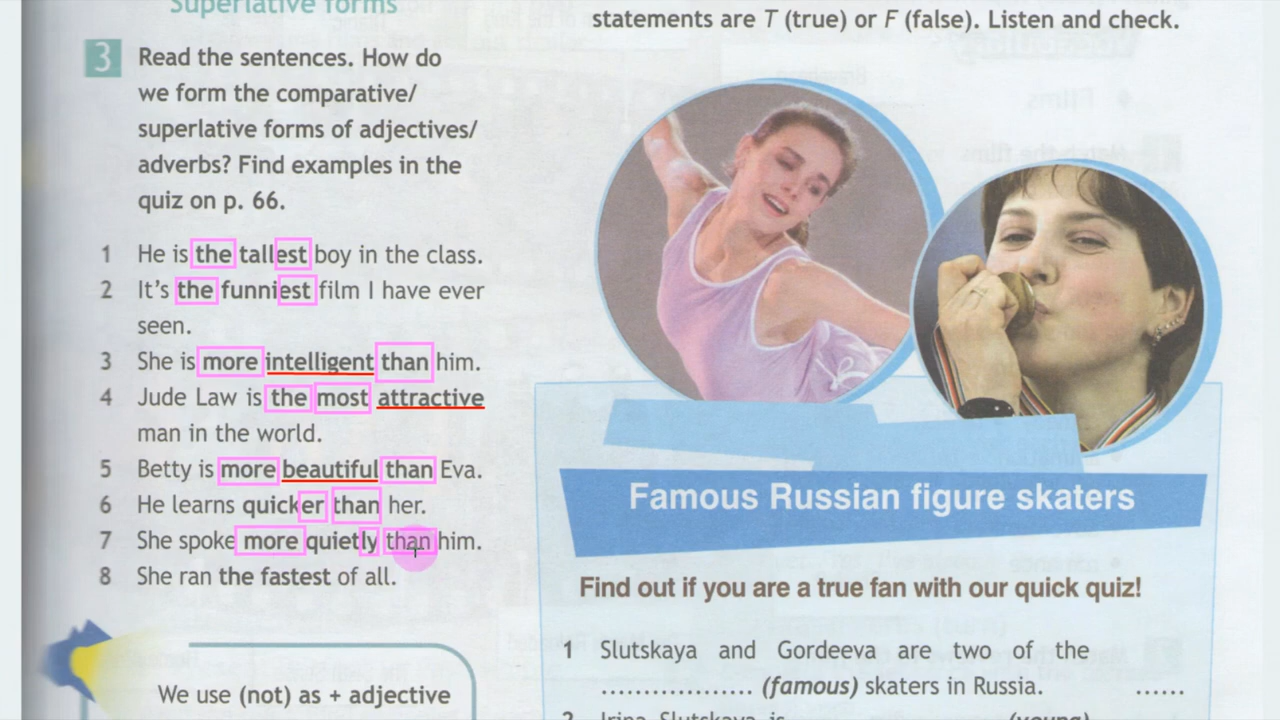 Superlative forms
3 Read the sentences. How do
we form the comparative/
superlative forms of adjectives/
adverbs? Find examples in the
quiz on p. 66.
1 He is the tallest boy in the class.
2 It's the funniest film I have ever
seen.
3 She is more intelligent than him.
4 Jude Law is the most attractive
man in the world.
5 Betty is more beautiful than Eva.
6 He learns quicker than her.
7 She spoke more quietly than him.
8 She ran the fastest of all.
We use (not) as + adjective
statements are T (true) or F (false). Listen and check.
Famous Russian figure skaters
Find out if you are a true fan with our quick quiz!
1 Slutskaya and Gordeeva are two of the
.................. (famous) skaters in Russia. ......
2 Irina Slutskaya is (young)